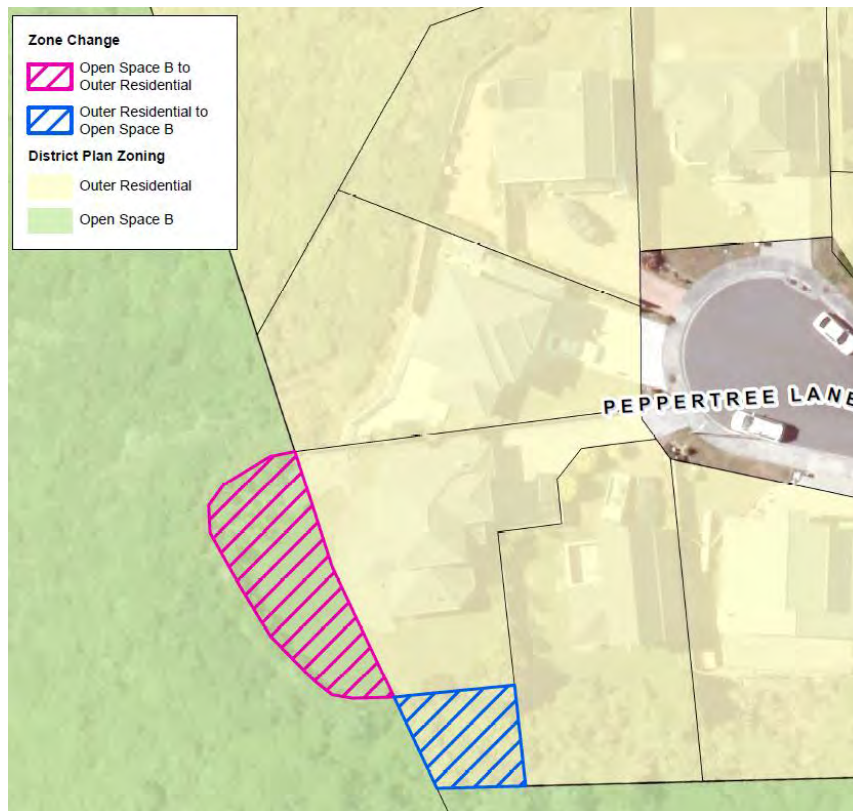 Zone Change
Open Space B to
Outer Residential
Outer Residential to
Open Space B
District Plan Zoning
Outer Residential
Open Space B
PEPPERTREE LANE